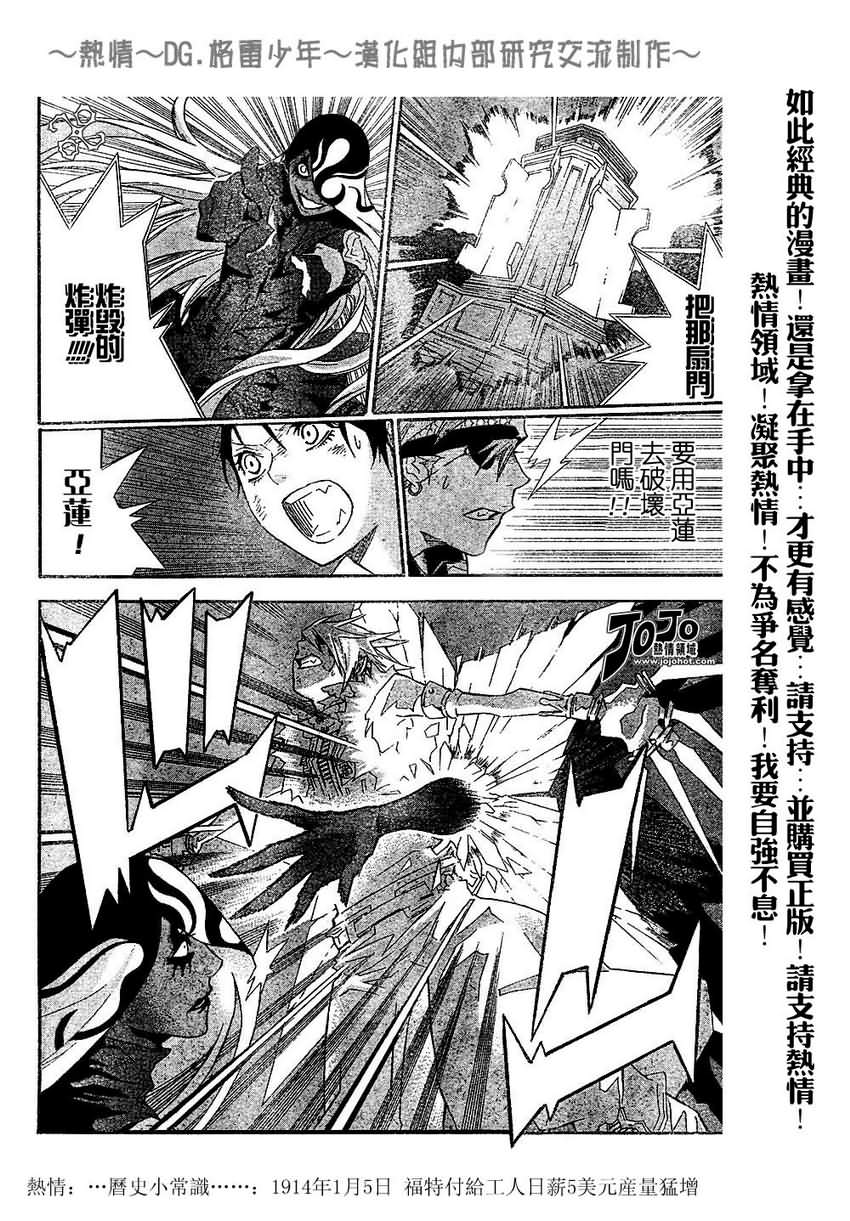 ～熱情～DG.格雷少年～漢化組内部研究交流制作～
如此經典的漫畫！還是拿在手中…才更有感覺…請支持…並購買正版！請支持熱情！
熱情領域！凝聚熱情！不為爭名奪利！我要自強不息！
把那扇門
炸毀的
炸彈!!!!!
要用亞蓮
去破壞
門嗎!!
亞蓮！
JOJO
熱情領域
www.jojohot.com
熱情：…曆史小常識……：1914年1月5日 福特付給工人日薪5美元産量猛增